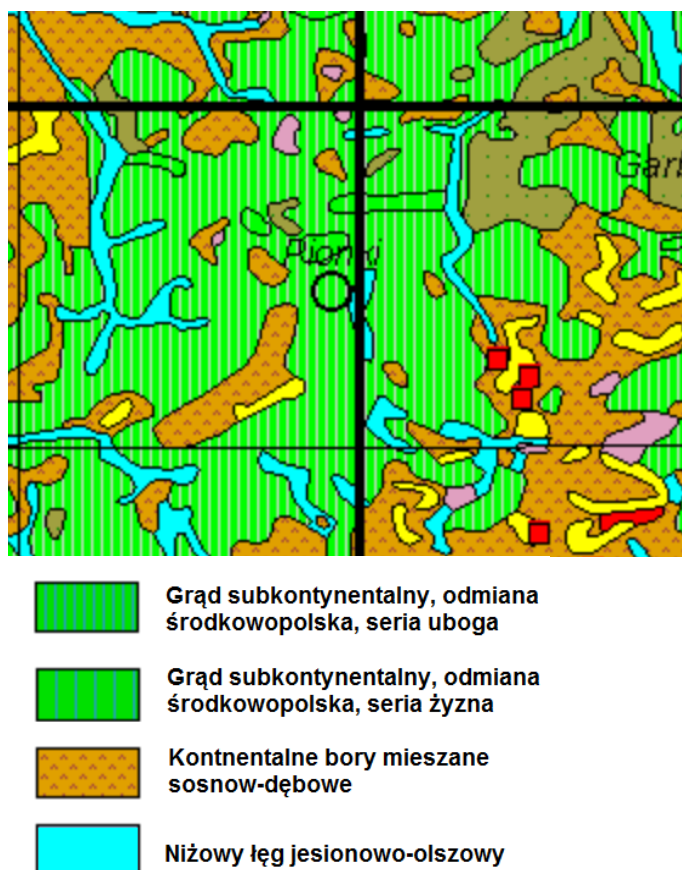 Garb
Pionki
Grąd subkontynentalny, odmiana
środkowopolska, seria uboga
Grąd subkontynentalny, odmiana
środkowopolska, seria żyzna
Kontnentalne bory mieszane
sosnow-dębowe
Niżowy łęg jesionowo-olszowy